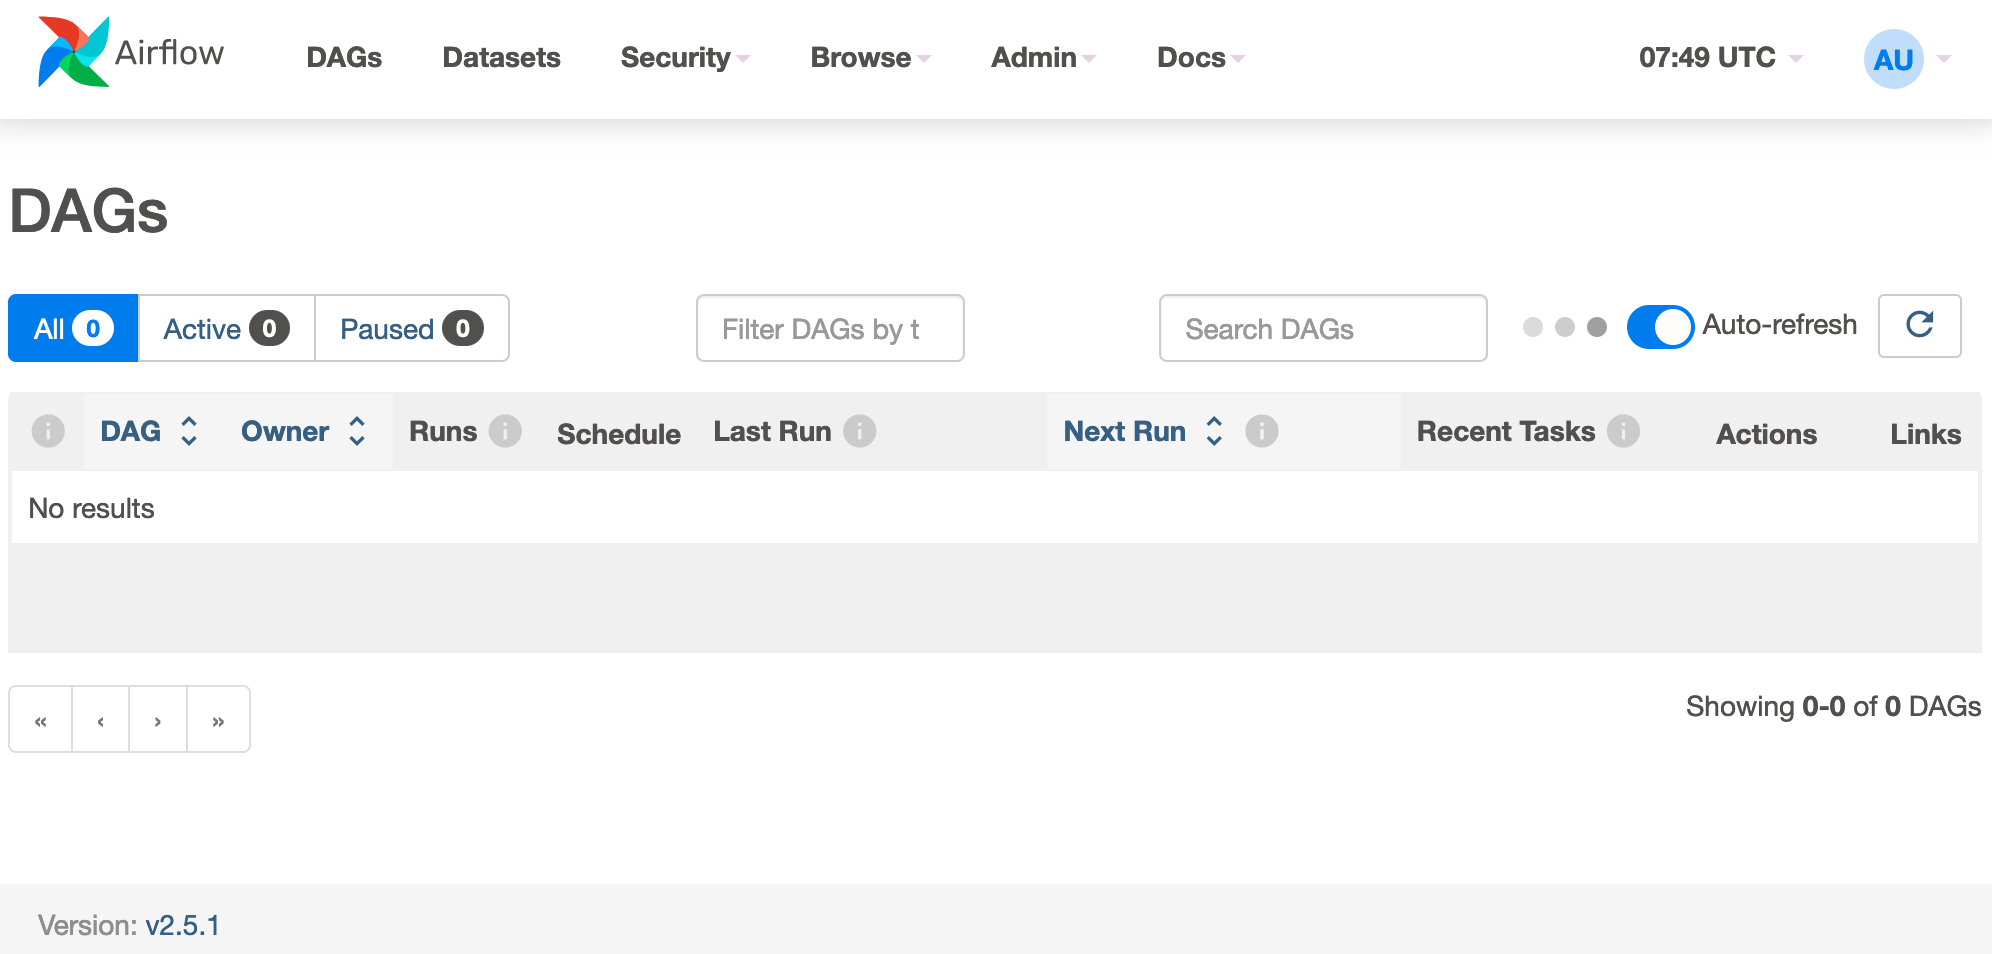 Airflow DAGs Datasets Security Browse Admin Docs 07:49 UTC AU
DAGs
All 0 Active 0 Paused 0 Filter DAGs by t Search DAGs Auto-refresh
i DAG Owner Runs i Schedule Last Run i Next Run i Recent Tasks i Actions Links
No results
« ‹ › » Showing 0-0 of 0 DAGs
Version: v2.5.1